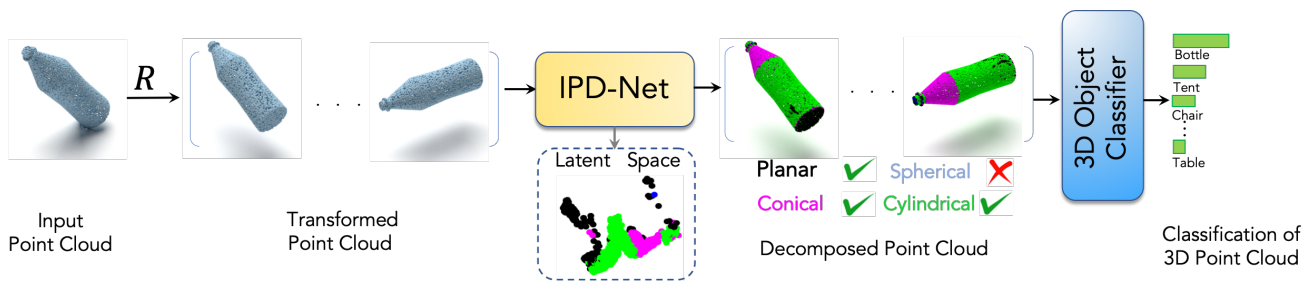 R
. . .
IPD-Net
. . .
3D Object
Classifier
Bottle
Tent
Chair
Table
Latent Space
Planar
Spherical
Conical
Cylindrical
Input
Point Cloud
Transformed
Point Cloud
Decomposed Point Cloud
Classification of
3D Point Cloud